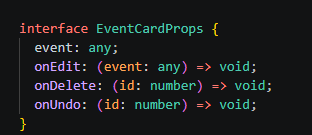 interface EventCardProps {
  event: any;
  onEdit: (event: any) => void;
  onDelete: (id: number) => void;
  onUndo: (id: number) => void;
}